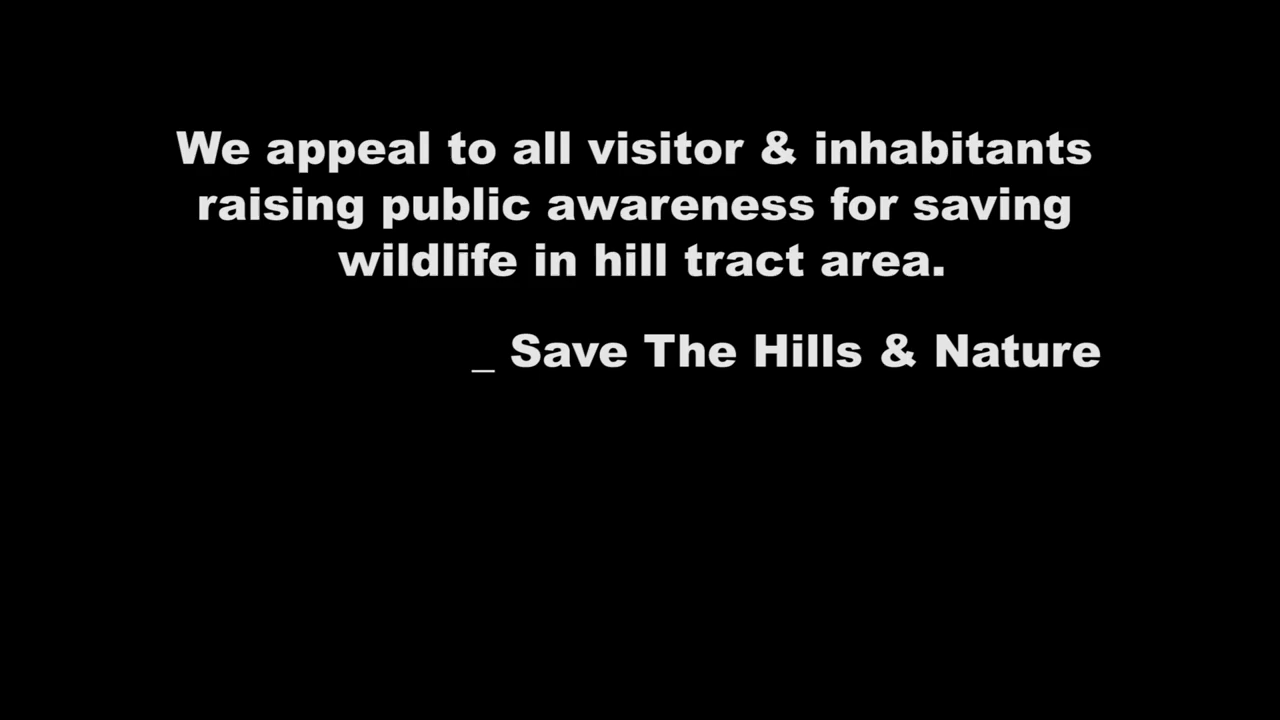 We appeal to all visitor & inhabitants
raising public awareness for saving
wildlife in hill tract area.
_ Save The Hills & Nature